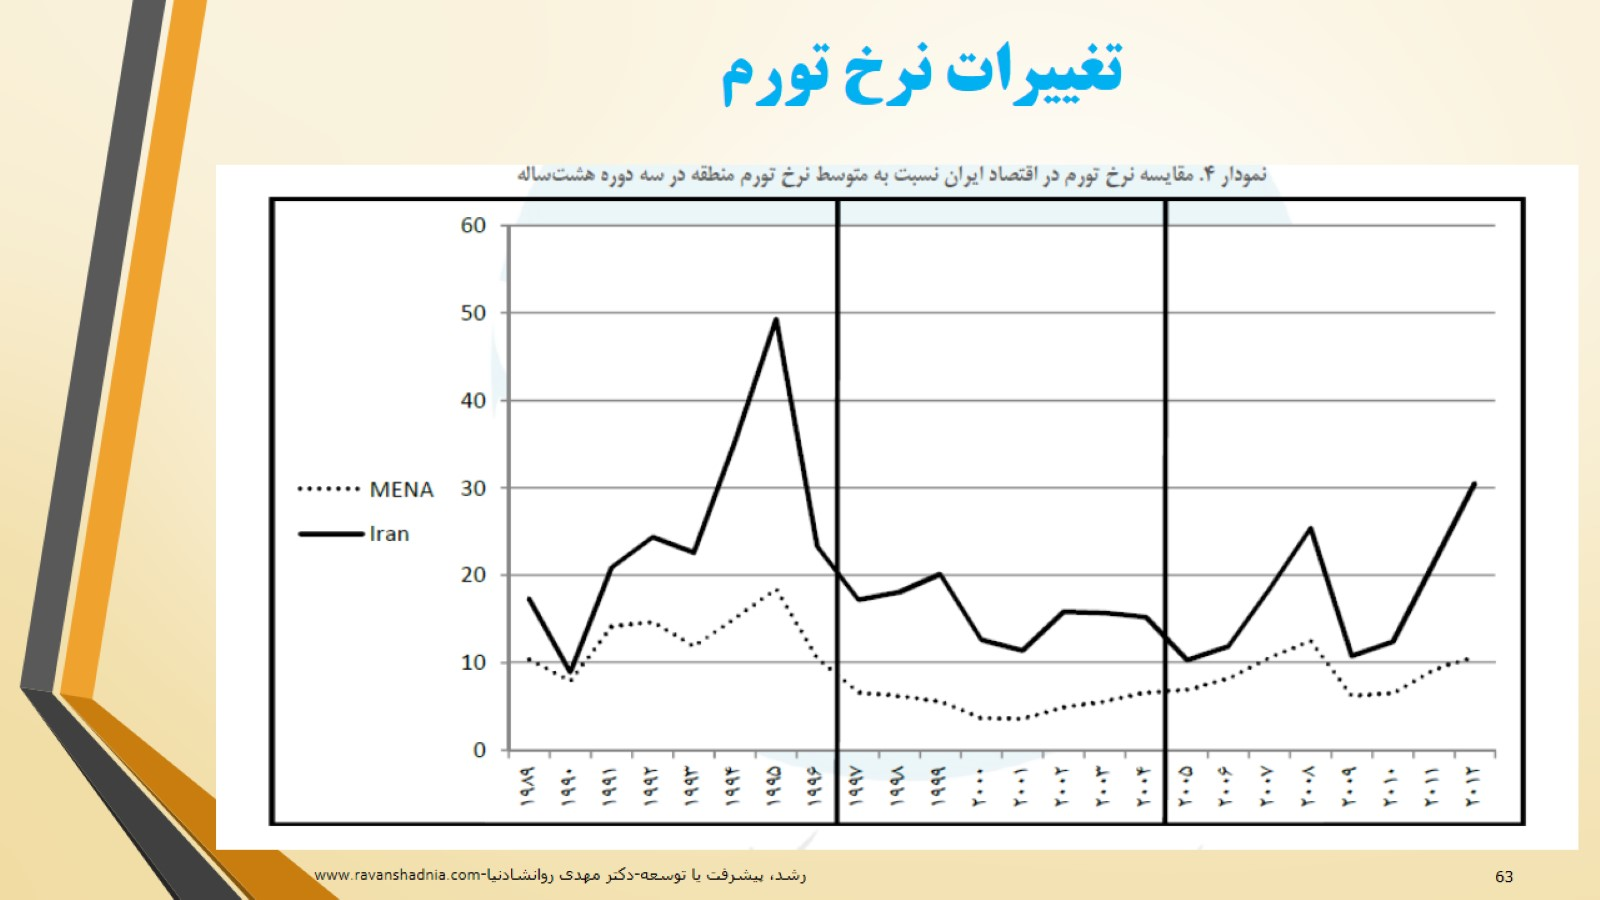 تغییرات نرخ تورم
نمودار ۴. مقایسه نرخ تورم در اقتصاد ایران نسبت به متوسط نرخ تورم منطقه در سه دوره هشت‌ساله
60
50
40
30
20
10
0
MENA
Iran
۱۹۸۹ ۱۹۹۰ ۱۹۹۱ ۱۹۹۲ ۱۹۹۳ ۱۹۹۴ ۱۹۹۵ ۱۹۹۶ ۱۹۹۷ ۱۹۹۸ ۱۹۹۹ ۲۰۰۰ ۲۰۰۱ ۲۰۰۲ ۲۰۰۳ ۲۰۰۴ ۲۰۰۵ ۲۰۰۶ ۲۰۰۷ ۲۰۰۸ ۲۰۰۹ ۲۰۱۰ ۲۰۱۱ ۲۰۱۲
رشد، پیشرفت یا توسعه-دکتر مهدی روانشادنیا-www.ravanshadnia.com
63